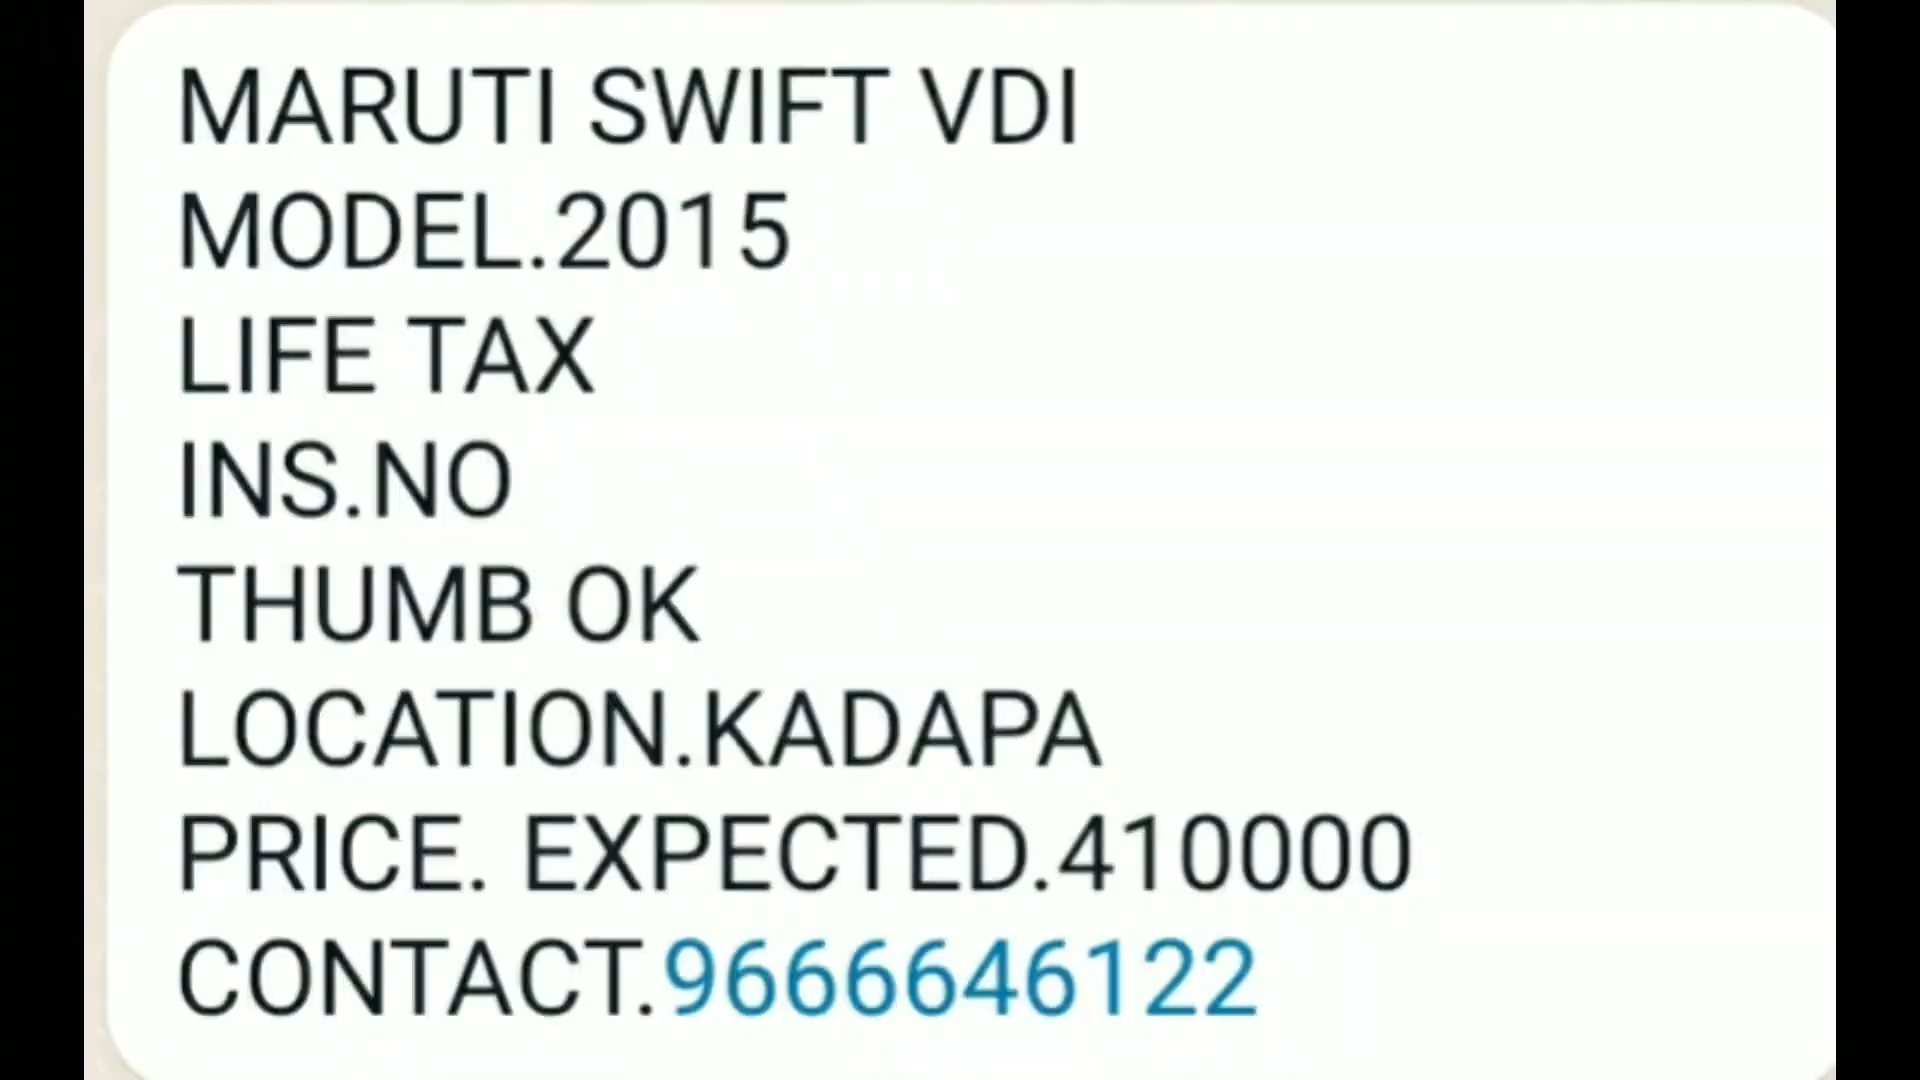 MARUTI SWIFT VDI
MODEL.2015
LIFE TAX
INS.NO
THUMB OK
LOCATION.KADAPA
PRICE. EXPECTED.410000
CONTACT.9666646122